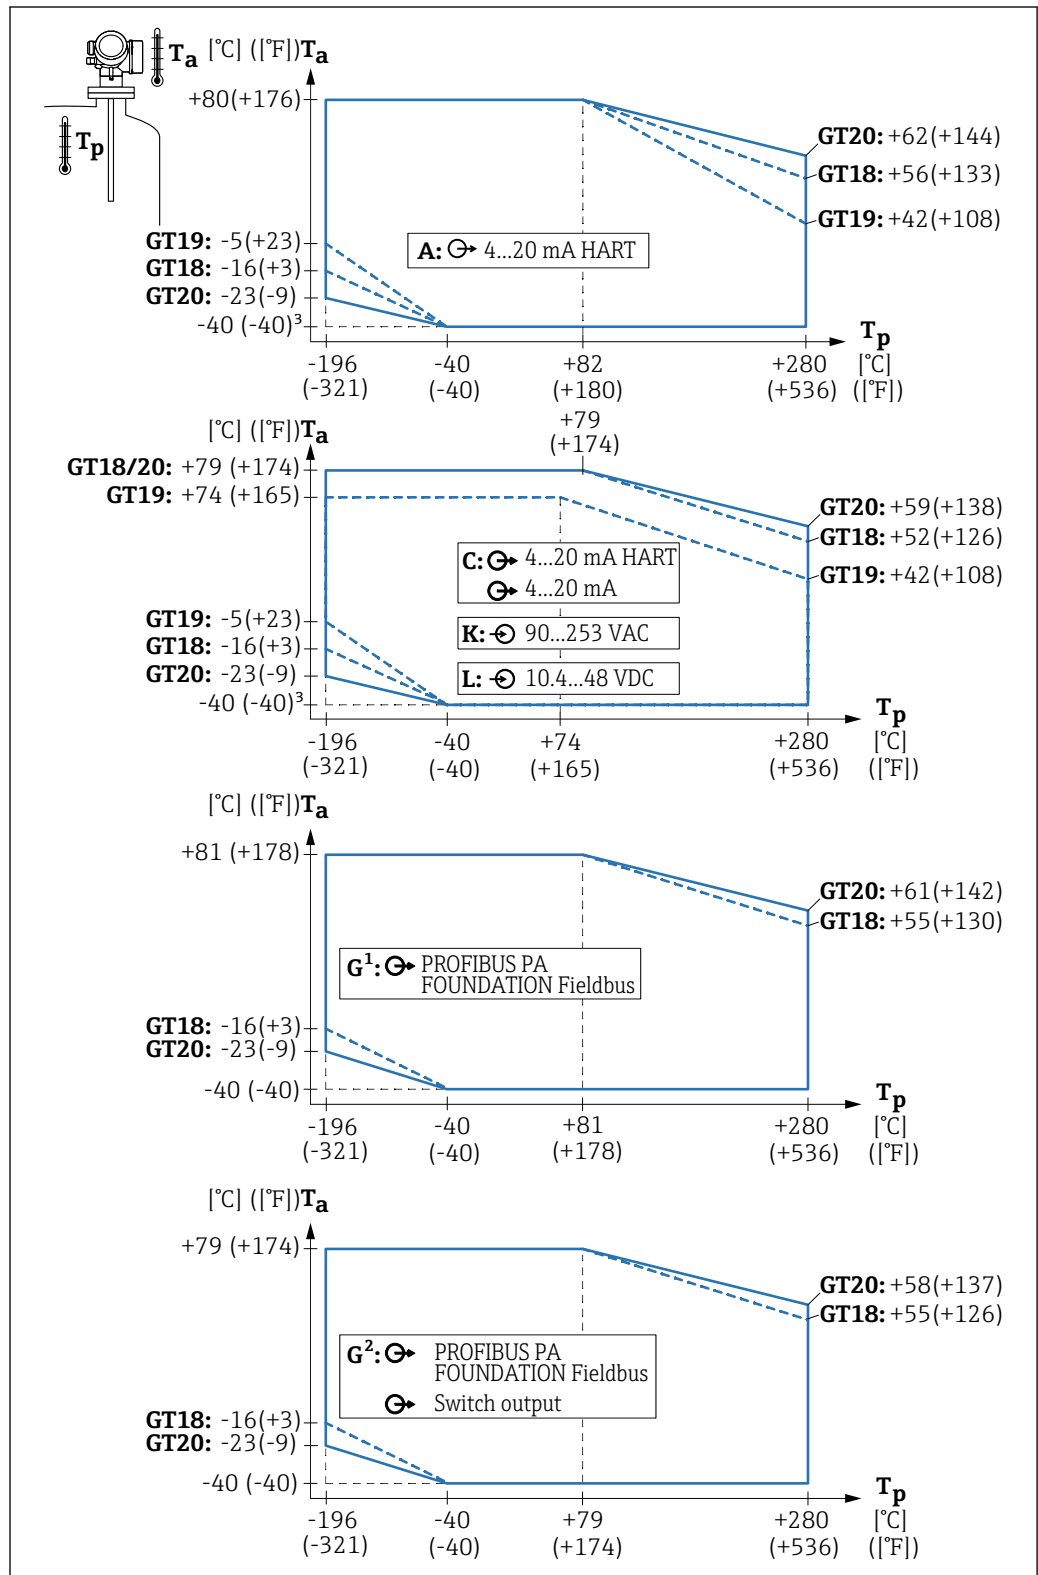 [°C] ([°F]) Ta
Ta
Tp
+80(+176)
GT20: +62(+144)
GT18: +56(+133)
GT19: +42(+108)
GT19: -5(+23)
GT18: -16(+3)
GT20: -23(-9)
-40 (-40)³
A: 4...20 mA HART
Tp
-196 -40 +82 +280 [°C]
(-321) (-40) (+180) (+536) ([°F])
+79
(+174)
[°C] ([°F]) Ta
GT18/20: +79 (+174)
GT19: +74 (+165)
GT20: +59(+138)
GT18: +52(+126)
GT19: +42(+108)
C: 4...20 mA HART
4...20 mA
K: 90...253 VAC
L: 10.4...48 VDC
GT19: -5(+23)
GT18: -16(+3)
GT20: -23(-9)
-40 (-40)³
Tp
-196 -40 +74 +280 [°C]
(-321) (-40) (+165) (+536) ([°F])
[°C] ([°F]) Ta
+81 (+178)
GT20: +61(+142)
GT18: +55(+130)
G¹: PROFIBUS PA
FOUNDATION Fieldbus
GT18: -16(+3)
GT20: -23(-9)
-40 (-40)
Tp
-196 -40 +81 +280 [°C]
(-321) (-40) (+178) (+536) ([°F])
[°C] ([°F]) Ta
+79 (+174)
GT20: +58(+137)
GT18: +55(+126)
G²: PROFIBUS PA
FOUNDATION Fieldbus
Switch output
GT18: -16(+3)
GT20: -23(-9)
-40 (-40)
Tp
-196 -40 +79 +280 [°C]
(-321) (-40) (+174) (+536) ([°F])